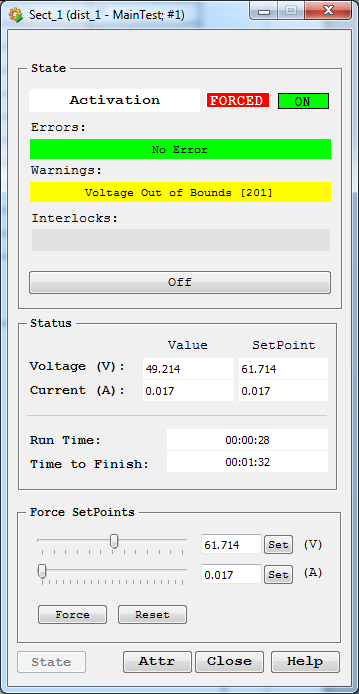 Sect_1 (dist_1 - MainTest; #1)
State
Activation FORCED ON
Errors:
No Error
Warnings:
Voltage Out of Bounds [201]
Interlocks:
Off
Status
Value SetPoint
Voltage (V): 49.214 61.714
Current (A): 0.017 0.017
Run Time: 00:00:28
Time to Finish: 00:01:32
Force SetPoints
61.714 Set (V)
0.017 Set (A)
Force Reset
State Attr Close Help